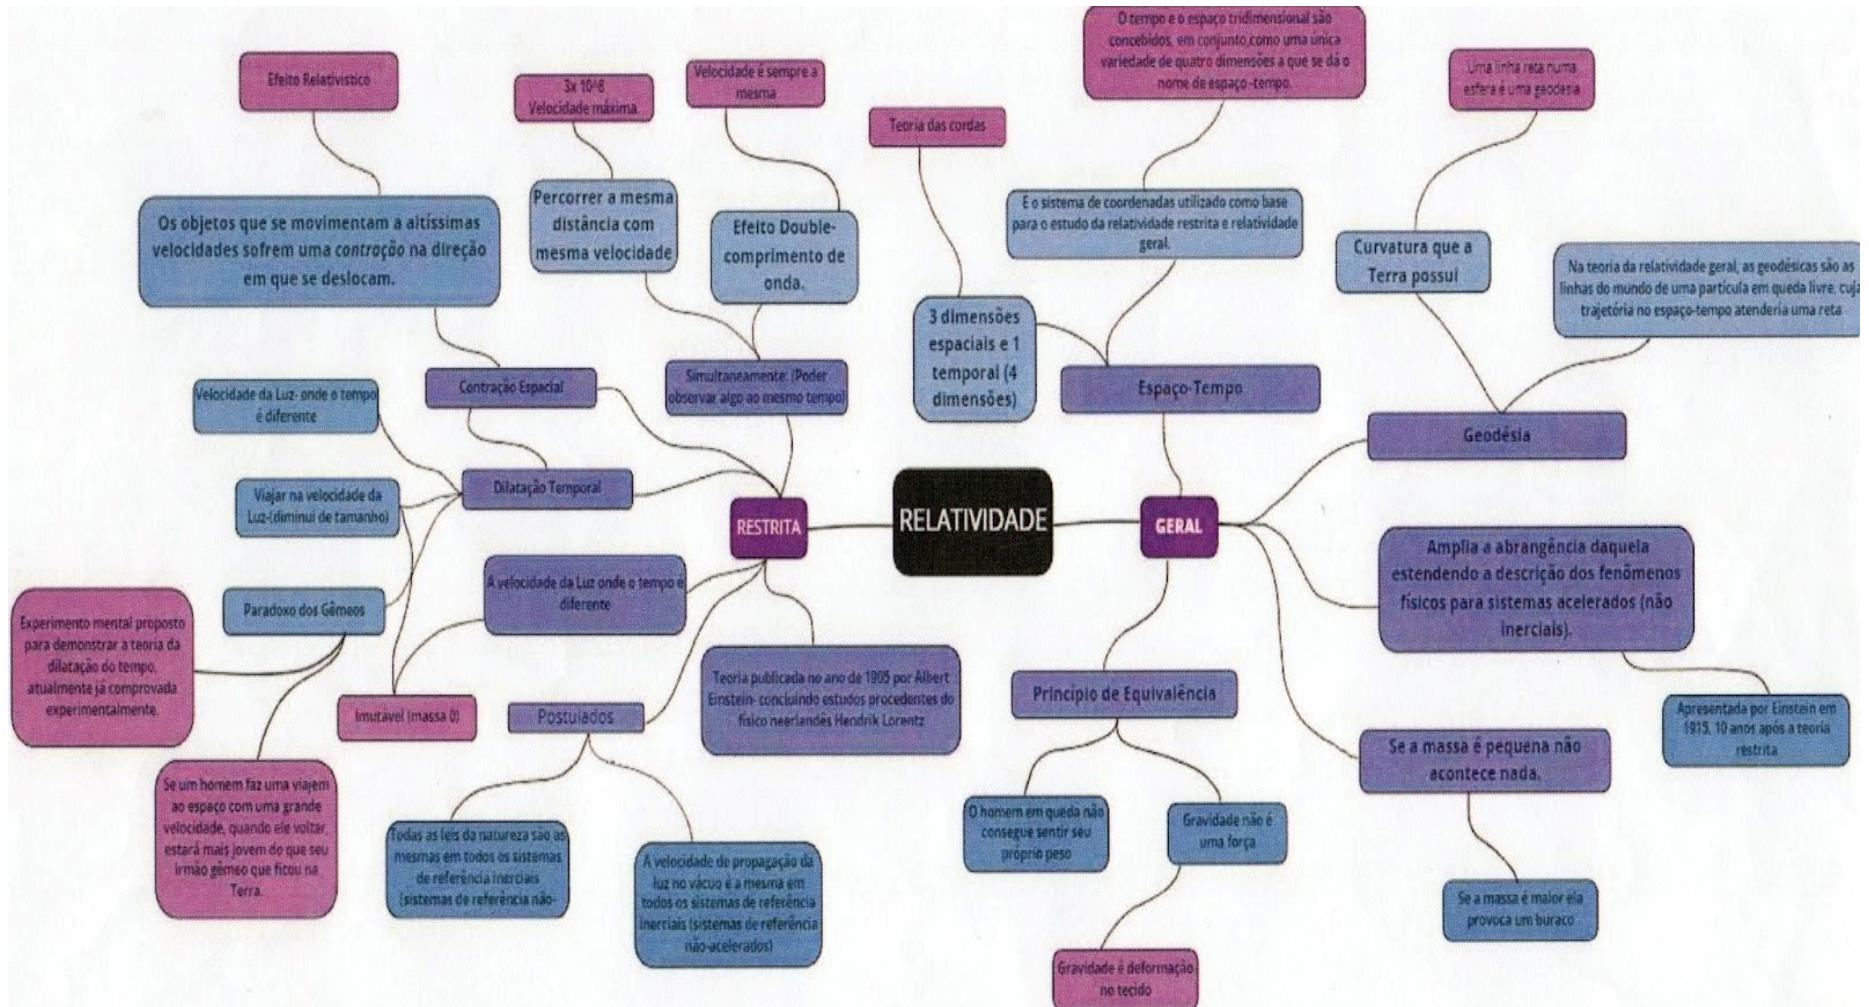 Efeito Relativístico
Os objetos que se movimentam a altíssimas
velocidades sofrem uma contração na direção
em que se deslocam.
Contração Espacial
3x 10^8
Velocidade máxima.
Percorrer a mesma
distância com
mesma velocidade
Velocidade é sempre a
mesma
Efeito Double-
comprimento de
onda.
Simultaneamente: (Poder
observar algo ao mesmo tempo)
Velocidade da Luz- onde o tempo
é diferente
Viajar na velocidade da
Luz-(diminui de tamanho)
Dilatação Temporal
Paradoxo dos Gêmeos
Experimento mental proposto
para demonstrar a teoria da
dilatação do tempo,
atualmente já comprovada
experimentalmente.
Se um homem faz uma viajem
ao espaço com uma grande
velocidade, quando ele voltar,
estará mais jovem do que seu
irmão gêmeo que ficou na
Terra.
Imutável (massa 0)
A velocidade da Luz onde o tempo é
diferente
RESTRITA
Teoria publicada no ano de 1905 por Albert
Einstein- concluindo estudos procedentes do
físico neerlandês Hendrik Lorentz
Postulados
Todas as leis da natureza são as
mesmas em todos os sistemas
de referência inerciais
(sistemas de referência não-
A velocidade de propagação da
luz no vácuo é a mesma em
todos os sistemas de referência
inerciais (sistemas de referência
não-acelerados)
RELATIVIDADE
GERAL
Teoria das cordas
3 dimensões
espaciais e 1
temporal (4
dimensões)
O tempo e o espaço tridimensional são
concebidos, em conjunto,como uma única
variedade de quatro dimensões a que se dá o
nome de espaço -tempo.
E o sistema de coordenadas utilizado como base
para o estudo da relatividade restrita e relatividade
geral.
Espaço-Tempo
Uma linha reta numa
esfera é uma geodesia
Curvatura que a
Terra possui
Na teoria da relatividade geral, as geodésicas são as
linhas do mundo de uma partícula em queda livre, cuja
trajetória no espaço-tempo atenderia uma reta
Geodésia
Amplia a abrangência daquela
estendendo a descrição dos fenômenos
físicos para sistemas acelerados (não
inerciais).
Apresentada por Einstein em
1915, 10 anos após a teoria
restrita
Se a massa é pequena não
acontece nada.
Se a massa é maior ela
provoca um buraco
Princípio de Equivalência
O homem em queda não
consegue sentir seu
próprio peso
Gravidade não é
uma força
Gravidade é deformação
no tecido